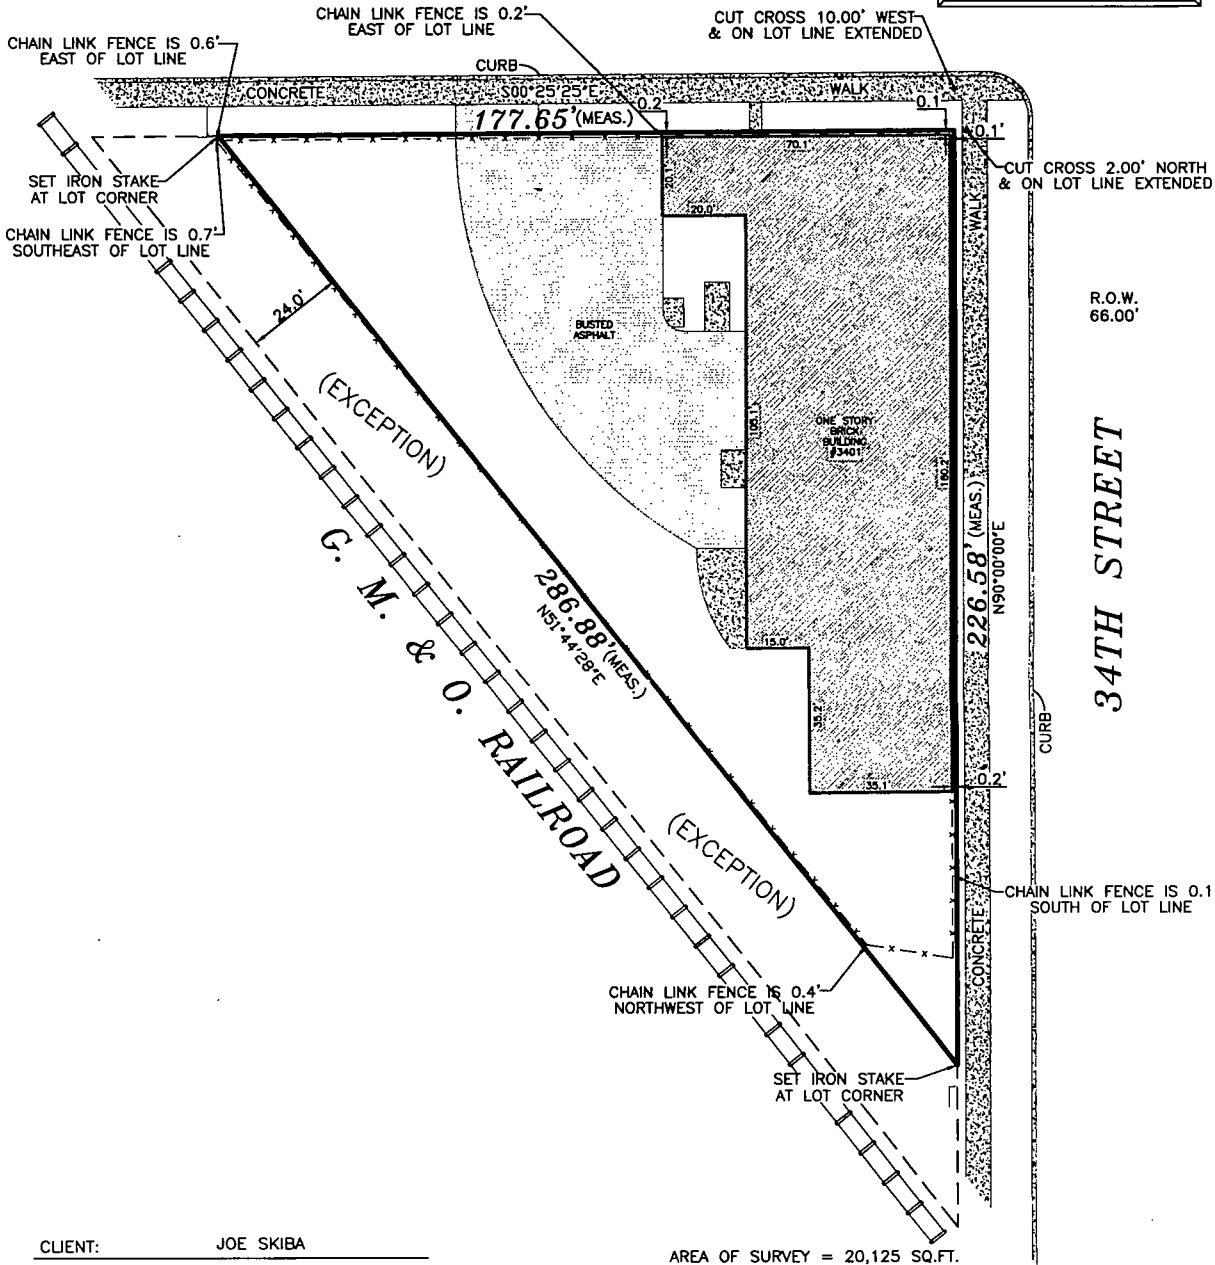 CHAIN LINK FENCE IS 0.2'
EAST OF LOT LINE
CUT CROSS 10.00' WEST
& ON LOT LINE EXTENDED
CHAIN LINK FENCE IS 0.6'
EAST OF LOT LINE
CURB
CONCRETE
S00°25'25"E
WALK
0.2
0.1
177.65' (MEAS.)
0.1'
70.1'
CUT CROSS 2.00' NORTH
& ON LOT LINE EXTENDED
SET IRON STAKE
AT LOT CORNER
20.1'
20.0'
WALK
CHAIN LINK FENCE IS 0.7'
SOUTHEAST OF LOT LINE
24.0'
R.O.W.
66.00'
BUSTED
ASPHALT
(EXCEPTION)
105.1'
ONE STORY
BRICK
BUILDING
#3401
160.2'
34TH STREET
226.58' (MEAS.)
N90°00'00"E
G. M. & O. RAILROAD
286.88' (MEAS.)
N51°44'28"E
15.0'
35.2'
CURB
35.1'
0.2'
(EXCEPTION)
CHAIN LINK FENCE IS 0.1
SOUTH OF LOT LINE
CONCRETE
CHAIN LINK FENCE IS 0.4'
NORTHWEST OF LOT LINE
SET IRON STAKE
AT LOT CORNER
CLIENT: JOE SKIBA
AREA OF SURVEY = 20,125 SQ.FT.